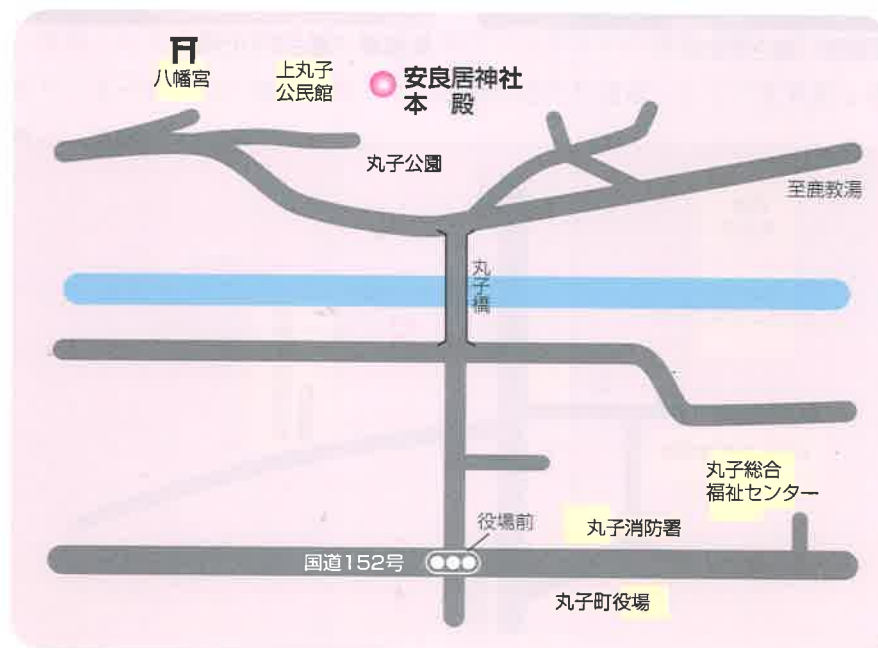 八幡宮
上丸子
公民館
安良居神社
本　殿
丸子公園
至鹿教湯
丸子橋
丸子総合
福祉センター
役場前
丸子消防署
国道152号
丸子町役場